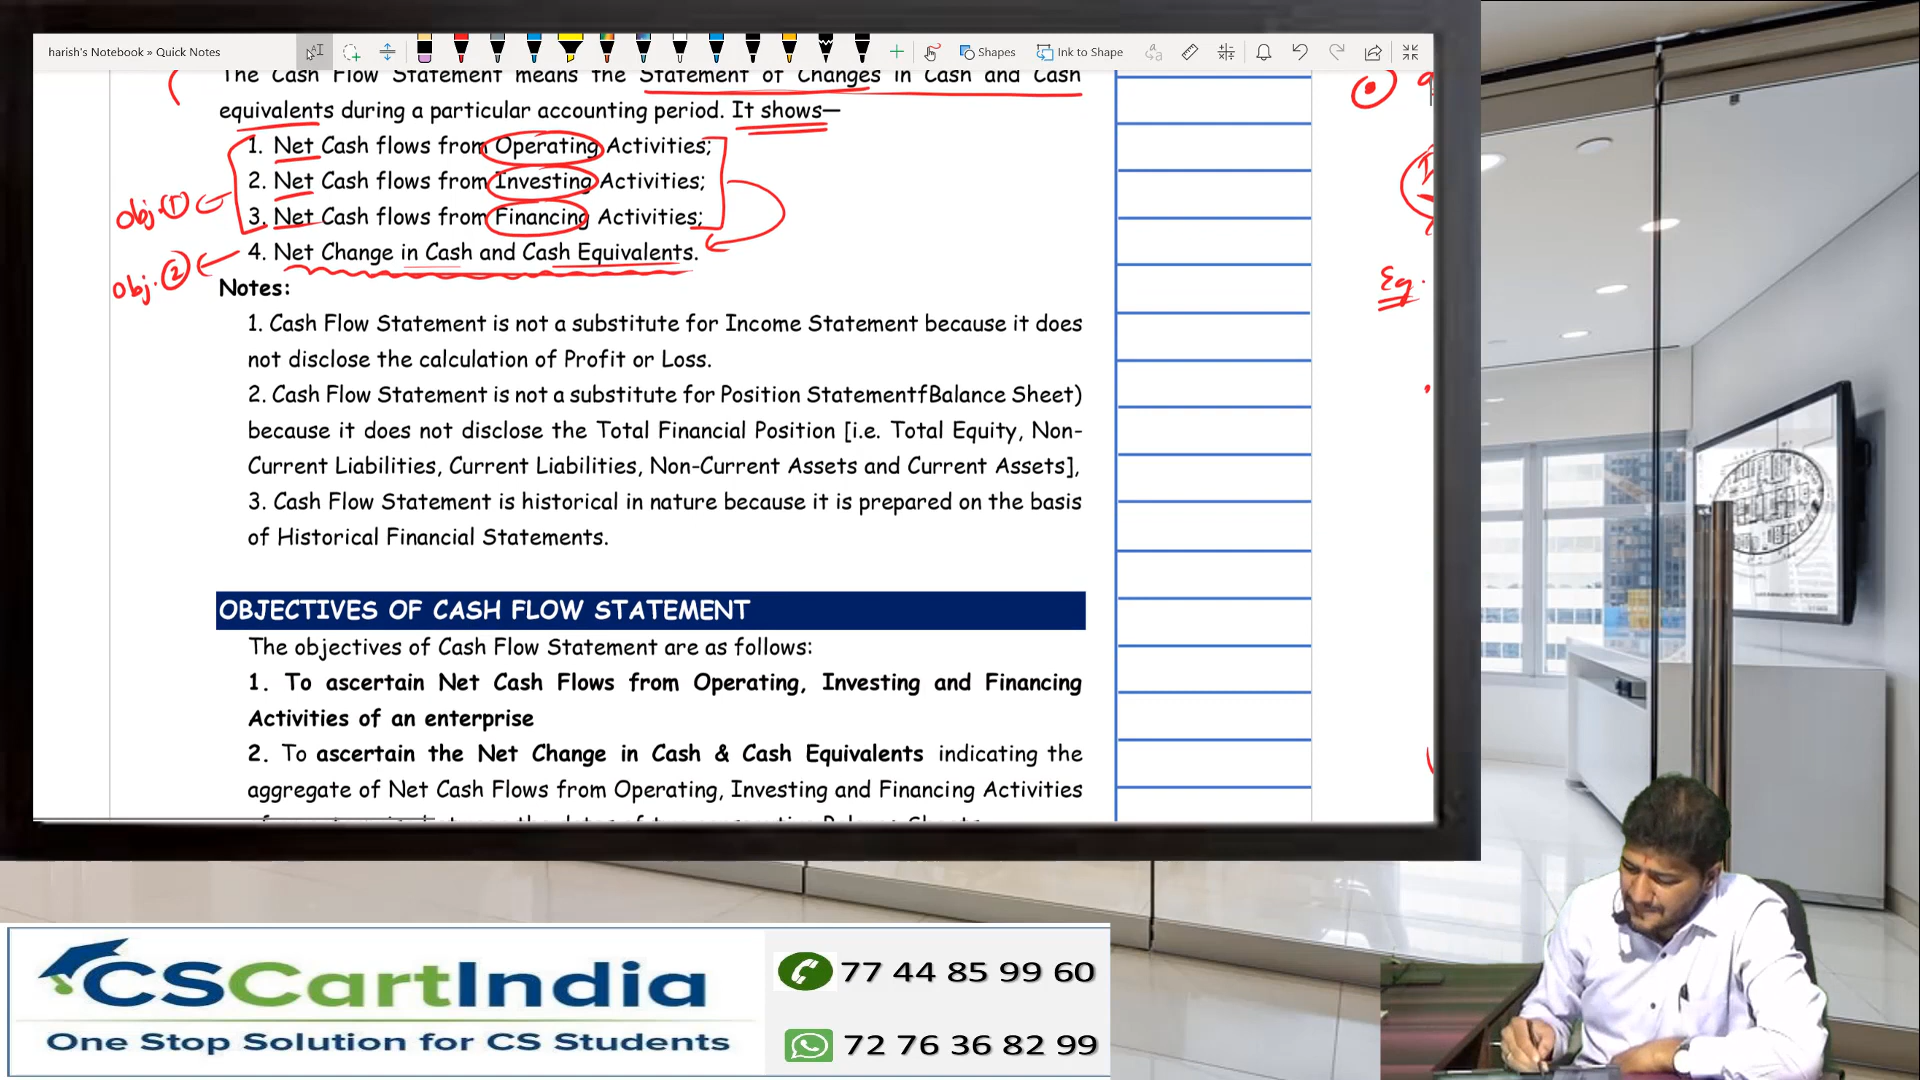 harish's Notebook » Quick Notes
Shapes
Ink to Shape
The Cash Flow Statement means the Statement of Changes in Cash and Cash
equivalents during a particular accounting period. It shows—
1. Net Cash flows from Operating Activities;
2. Net Cash flows from Investing Activities;
Obj. ①
3. Net Cash flows from Financing Activities;
4. Net Change in Cash and Cash Equivalents.
Obj. ②
Eg.
Notes:
1. Cash Flow Statement is not a substitute for Income Statement because it does
not disclose the calculation of Profit or Loss.
2. Cash Flow Statement is not a substitute for Position StatementfBalance Sheet)
because it does not disclose the Total Financial Position [i.e. Total Equity, Non-
Current Liabilities, Current Liabilities, Non-Current Assets and Current Assets],
3. Cash Flow Statement is historical in nature because it is prepared on the basis
of Historical Financial Statements.
OBJECTIVES OF CASH FLOW STATEMENT
The objectives of Cash Flow Statement are as follows:
1. To ascertain Net Cash Flows from Operating, Investing and Financing
Activities of an enterprise
2. To ascertain the Net Change in Cash & Cash Equivalents indicating the
aggregate of Net Cash Flows from Operating, Investing and Financing Activities
CSCartIndia
One Stop Solution for CS Students
77 44 85 99 60
72 76 36 82 99